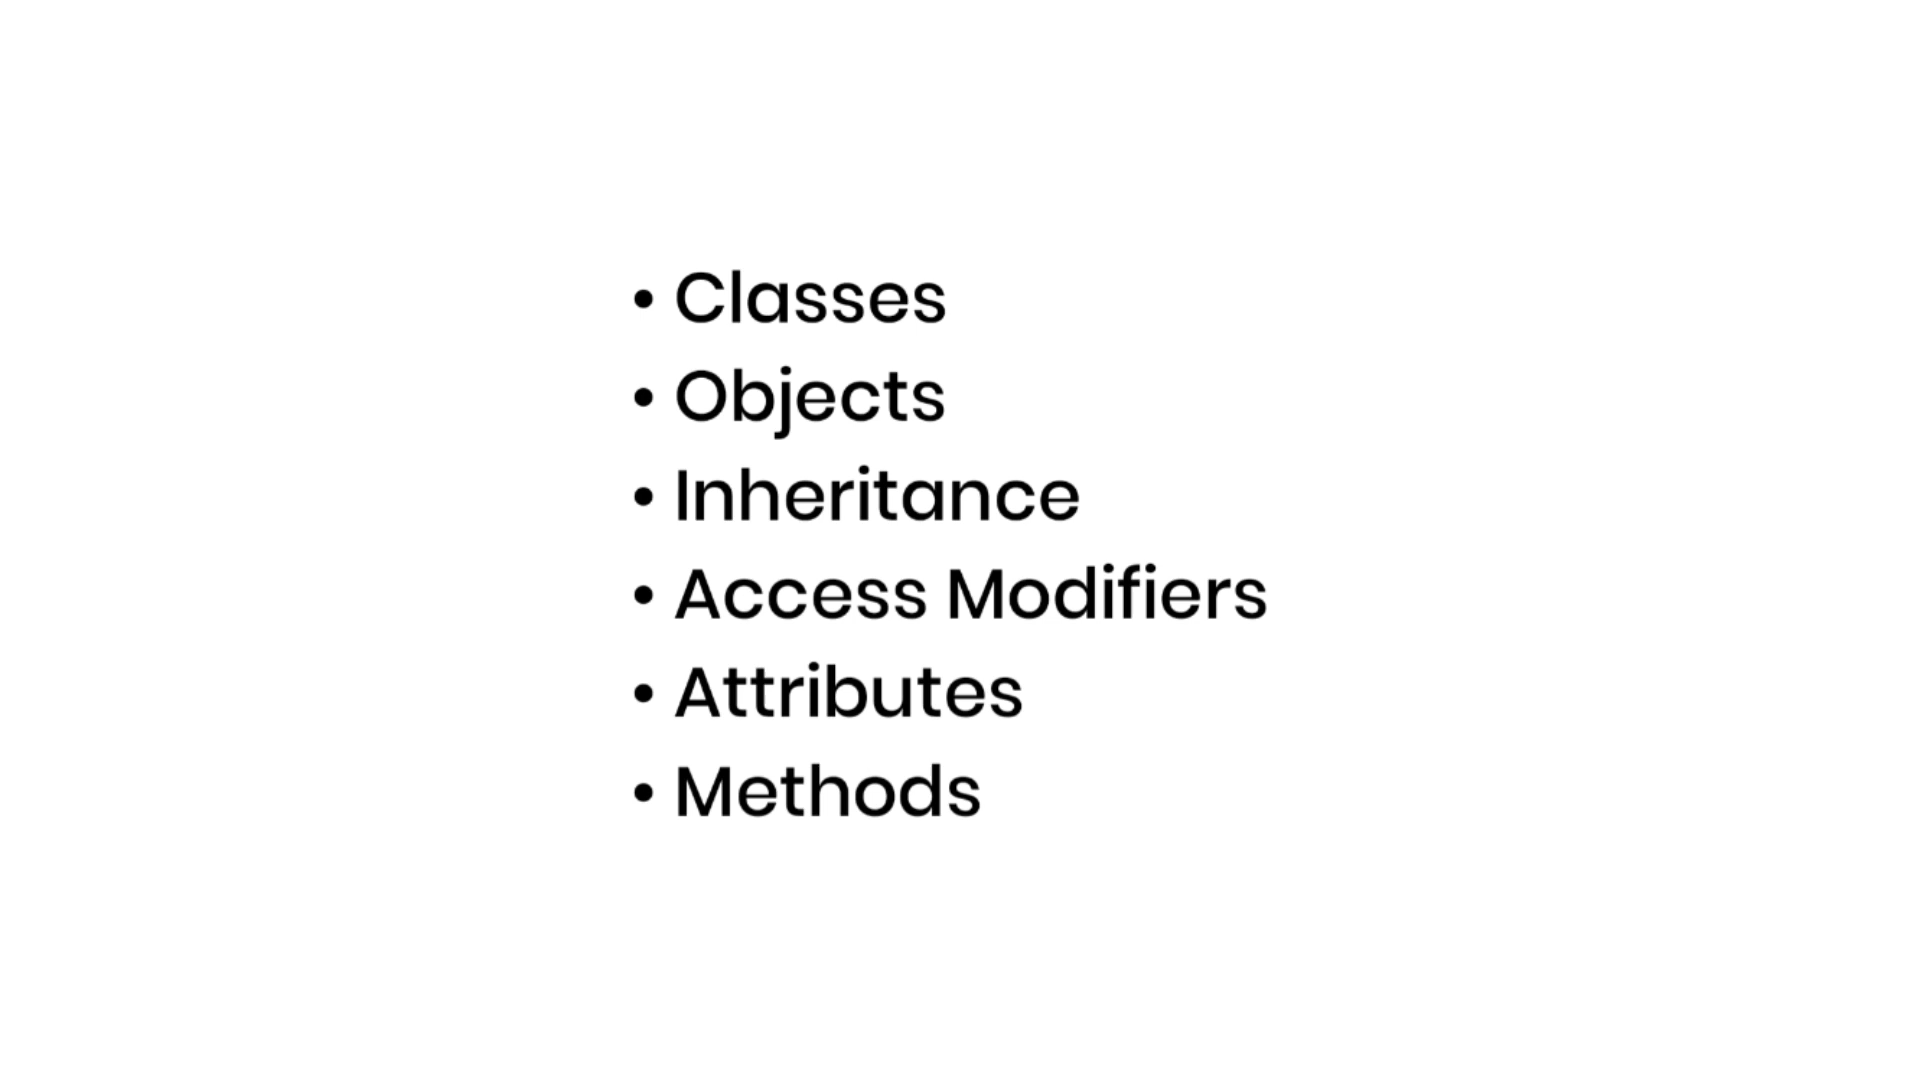 • Classes
• Objects
• Inheritance
• Access Modifiers
• Attributes
• Methods